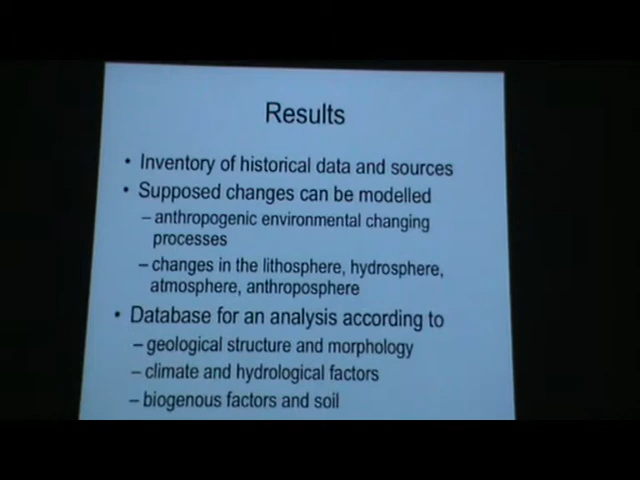 Results
• Inventory of historical data and sources
• Supposed changes can be modelled
– anthropogenic environmental changing
processes
– changes in the lithosphere, hydrosphere,
atmosphere, anthroposphere
• Database for an analysis according to
– geological structure and morphology
– climate and hydrological factors
– biogenous factors and soil